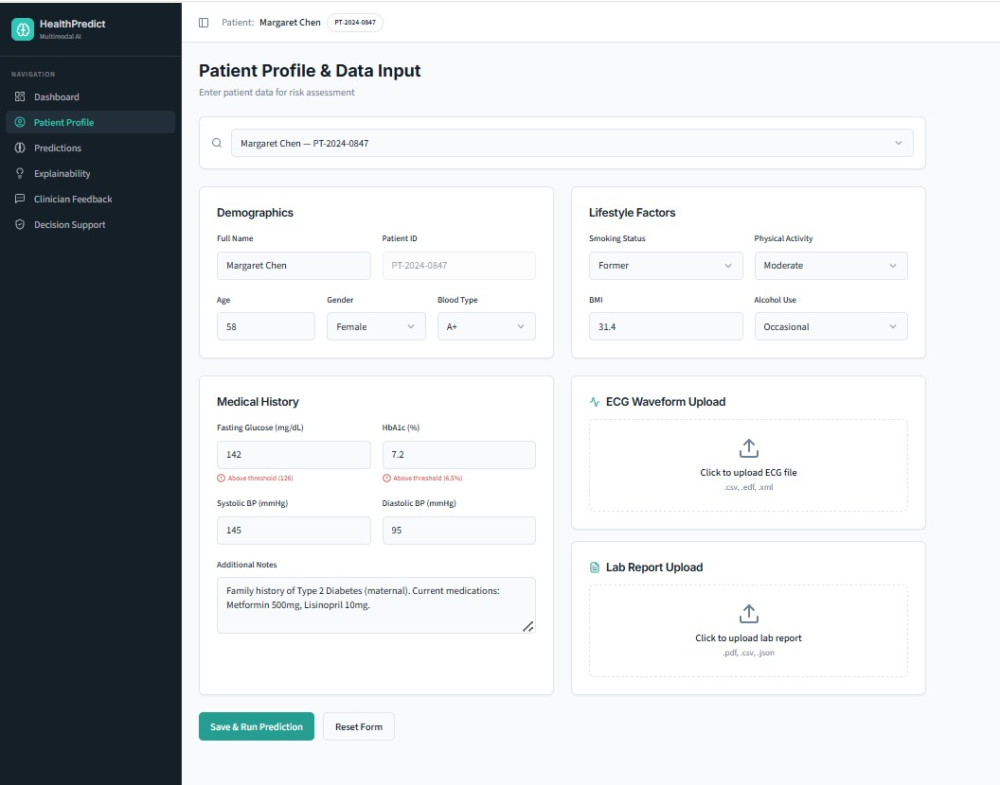 HealthPredict
Multimodal AI
NAVIGATION
Dashboard
Patient Profile
Predictions
Explainability
Clinician Feedback
Decision Support
Patient: Margaret Chen PT-2024-0847
Patient Profile & Data Input
Enter patient data for risk assessment
Margaret Chen — PT-2024-0847
Demographics
Full Name Patient ID
Margaret Chen PT-2024-0847
Age Gender Blood Type
58 Female A+
Lifestyle Factors
Smoking Status Physical Activity
Former Moderate
BMI Alcohol Use
31.4 Occasional
Medical History
Fasting Glucose (mg/dL) HbA1c (%)
142 7.2
Above threshold (126) Above threshold (6.5%)
Systolic BP (mmHg) Diastolic BP (mmHg)
145 95
Additional Notes
Family history of Type 2 Diabetes (maternal). Current medications:
Metformin 500mg, Lisinopril 10mg.
ECG Waveform Upload
Click to upload ECG file
.csv, .edf, .xml
Lab Report Upload
Click to upload lab report
.pdf, .csv, .json
Save & Run Prediction Reset Form